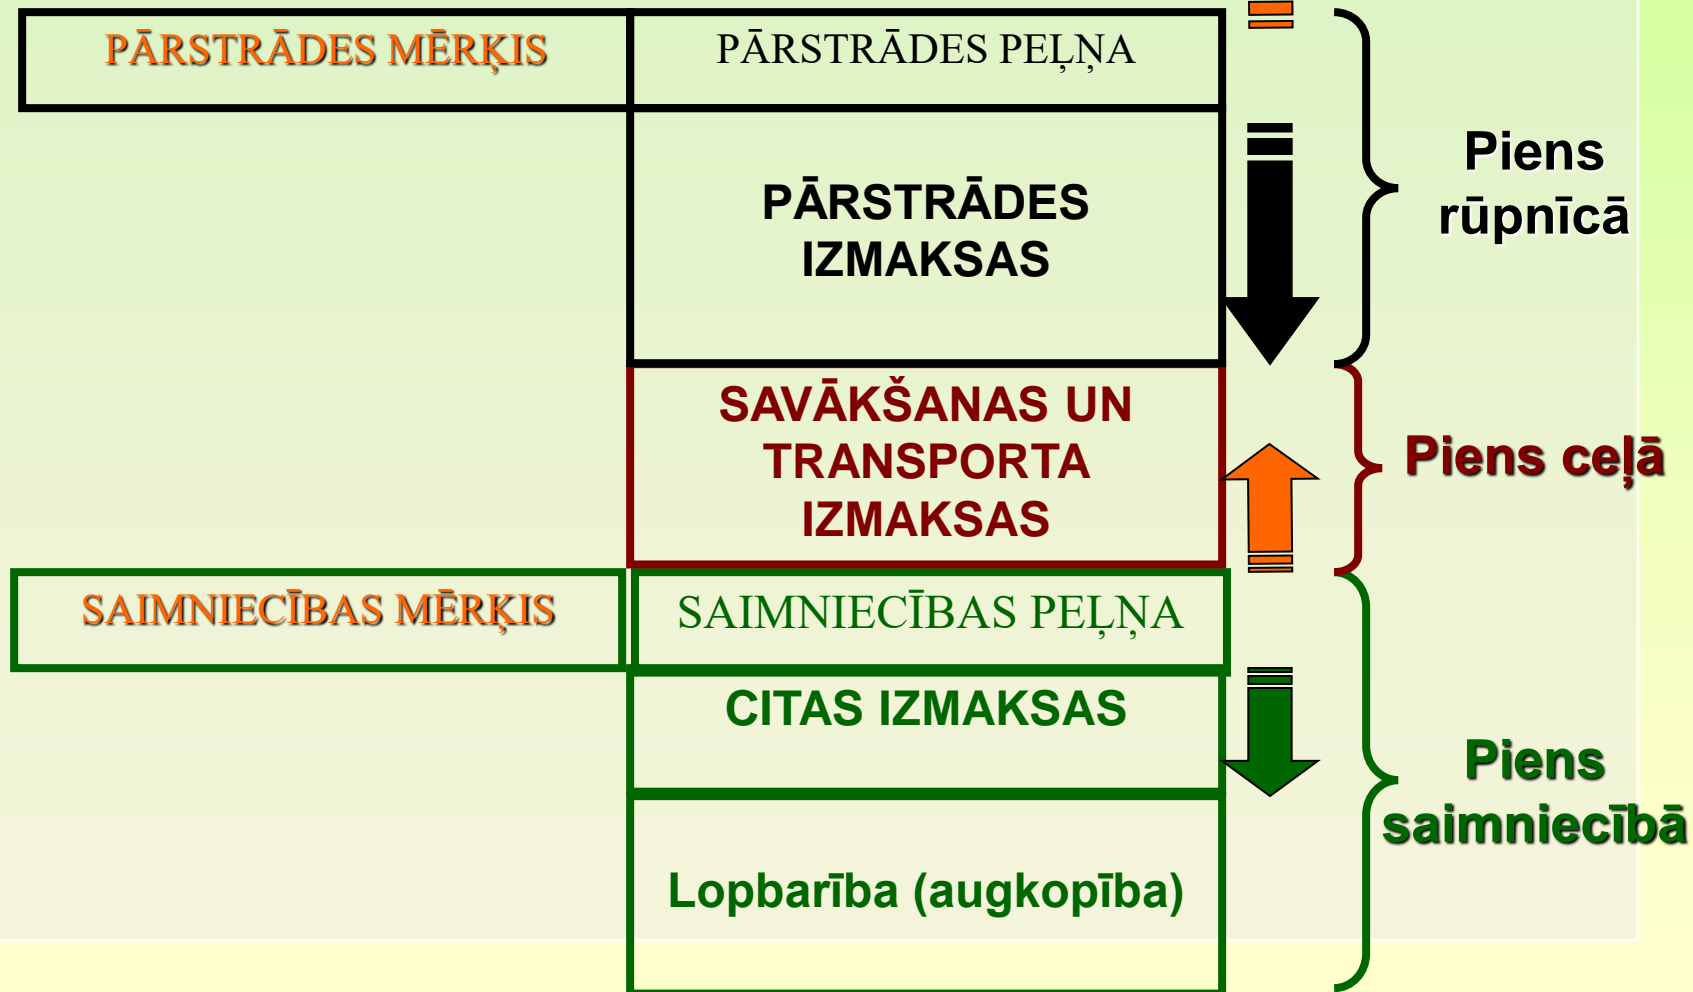 PĀRSTRĀDES MĒRĶIS
PĀRSTRĀDES PEĻŅA
PĀRSTRĀDES
IZMAKSAS
Piens
rūpnīcā
SAVĀKŠANAS UN
TRANSPORTA
IZMAKSAS
Piens ceļā
SAIMNIECĪBAS MĒRĶIS
SAIMNIECĪBAS PEĻŅA
CITAS IZMAKSAS
Lopbarība (augkopība)
Piens
saimniecībā